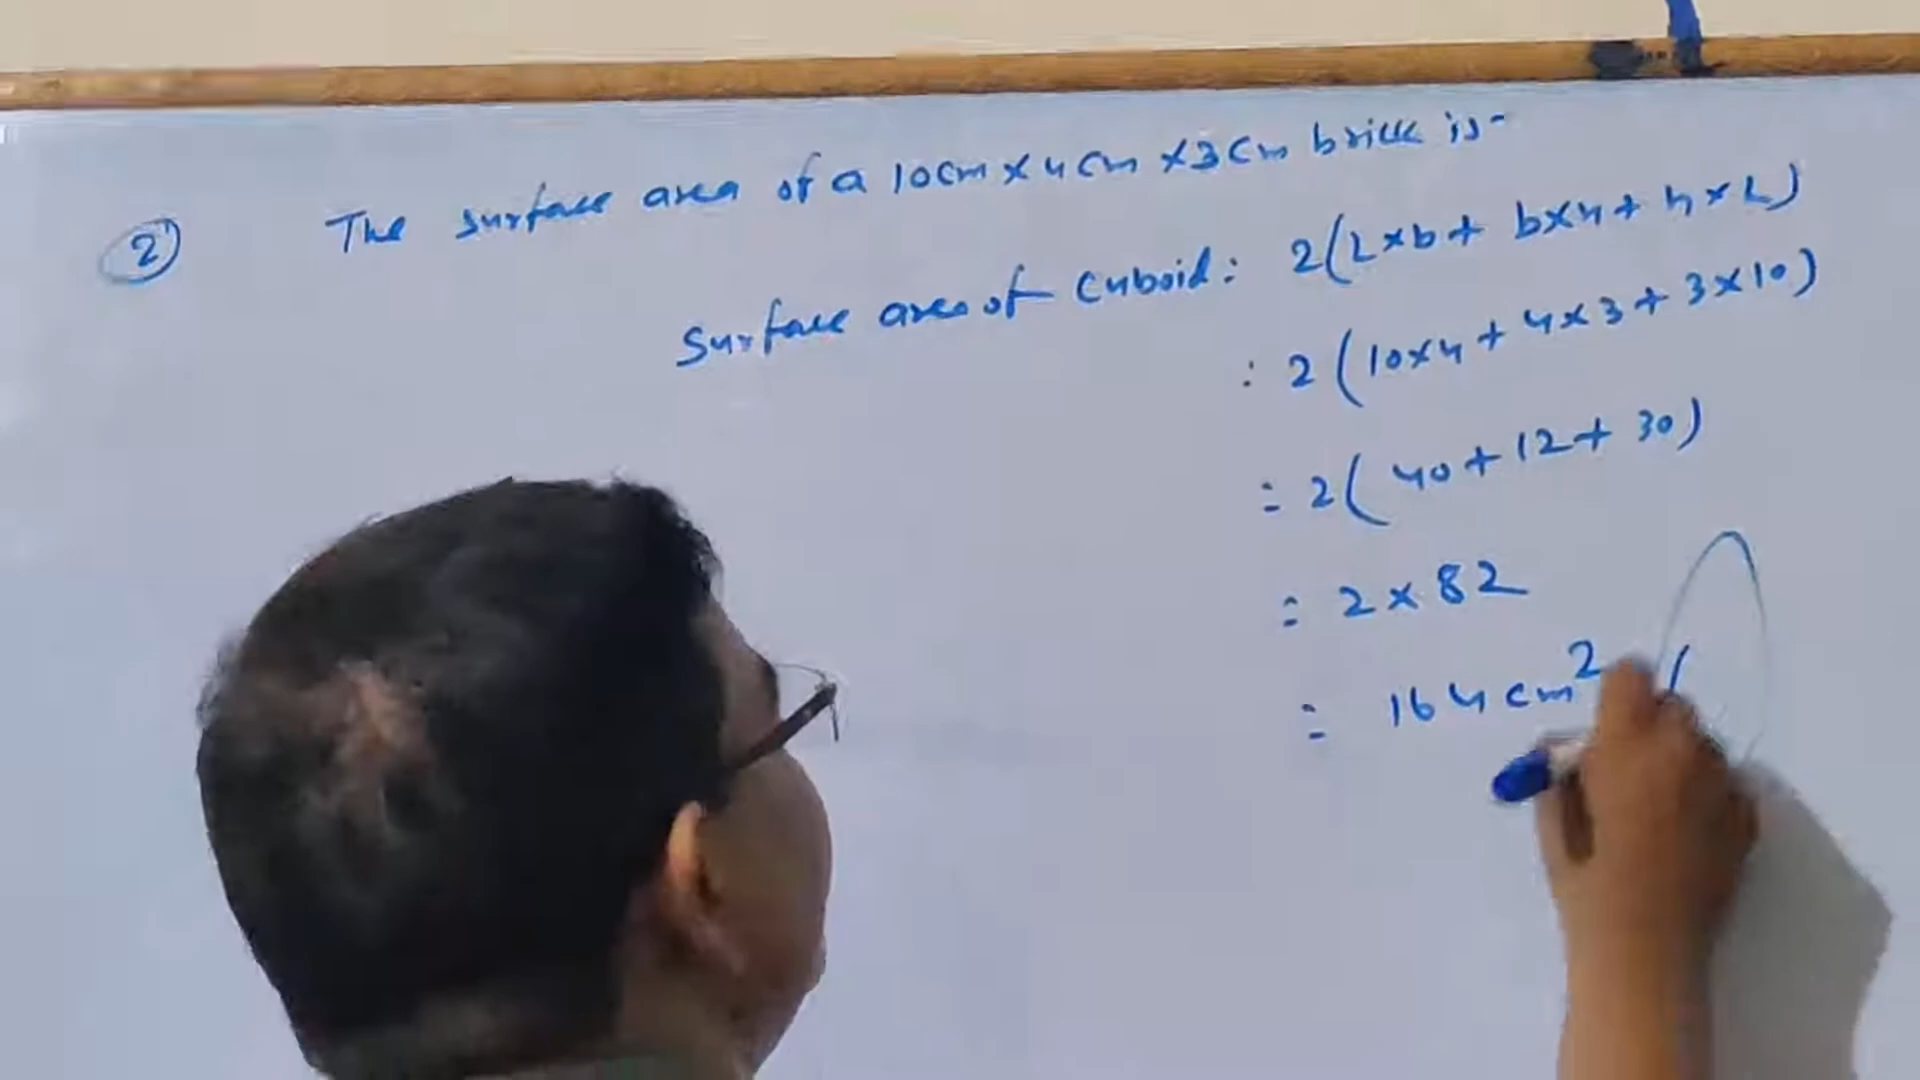 2 The surface area of a 10cm x 4cm x 3cm brick is-
Surface area of Cuboid: 2(L×b + b×h + h×L)
: 2(10×4 + 4×3 + 3×10)
= 2(40+12+30)
= 2×82
= 164 cm²